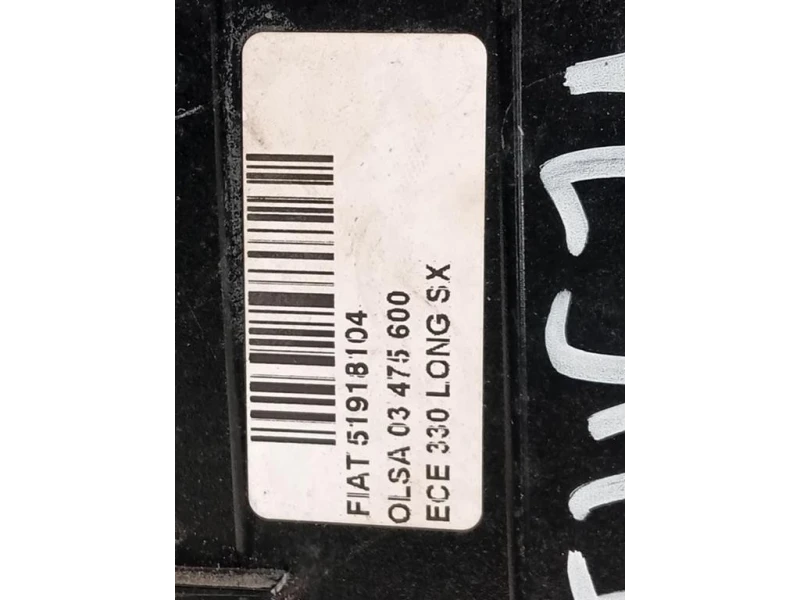 FIAT 51918104
OLSA 03 475 600
ECE 330 LONG SX